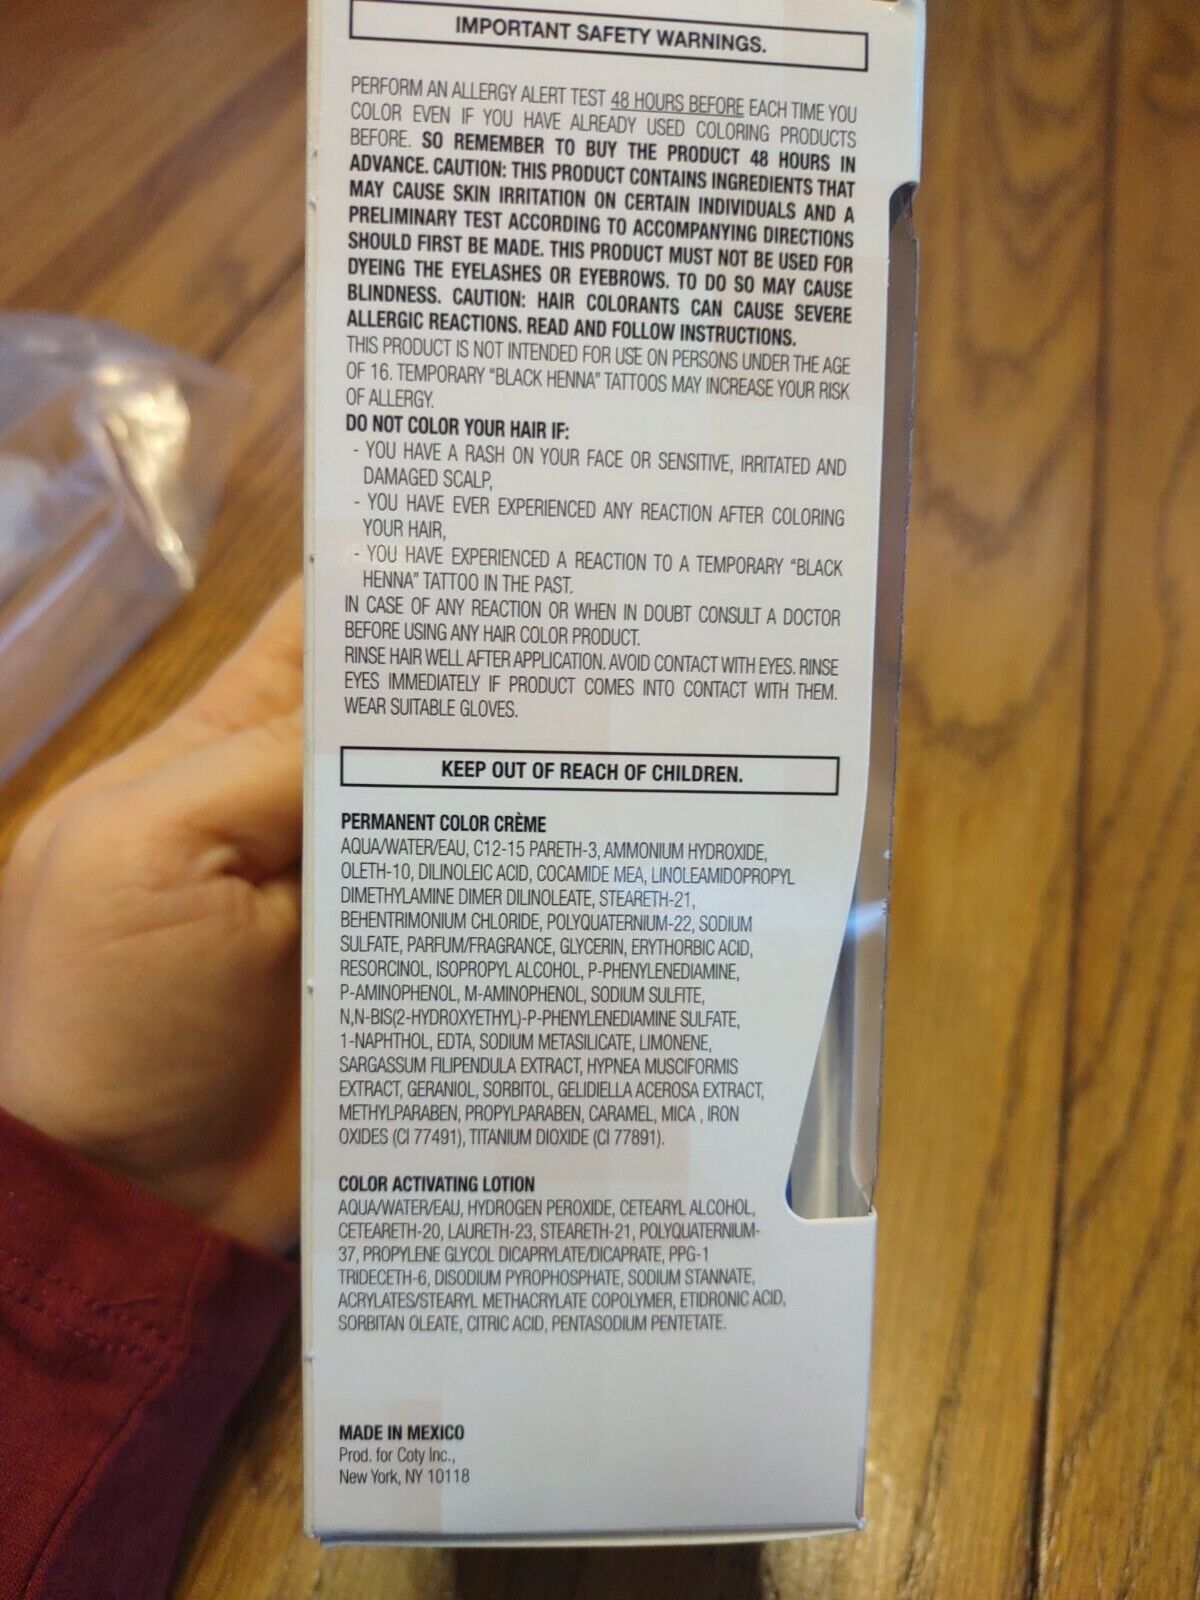 IMPORTANT SAFETY WARNINGS.
PERFORM AN ALLERGY ALERT TEST 48 HOURS BEFORE EACH TIME YOU
COLOR EVEN IF YOU HAVE ALREADY USED COLORING PRODUCTS
BEFORE. SO REMEMBER TO BUY THE PRODUCT 48 HOURS IN
ADVANCE. CAUTION: THIS PRODUCT CONTAINS INGREDIENTS THAT
MAY CAUSE SKIN IRRITATION ON CERTAIN INDIVIDUALS AND A
PRELIMINARY TEST ACCORDING TO ACCOMPANYING DIRECTIONS
SHOULD FIRST BE MADE. THIS PRODUCT MUST NOT BE USED FOR
DYEING THE EYELASHES OR EYEBROWS. TO DO SO MAY CAUSE
BLINDNESS. CAUTION: HAIR COLORANTS CAN CAUSE SEVERE
ALLERGIC REACTIONS. READ AND FOLLOW INSTRUCTIONS.
THIS PRODUCT IS NOT INTENDED FOR USE ON PERSONS UNDER THE AGE
OF 16. TEMPORARY “BLACK HENNA” TATTOOS MAY INCREASE YOUR RISK
OF ALLERGY.
DO NOT COLOR YOUR HAIR IF:
- YOU HAVE A RASH ON YOUR FACE OR SENSITIVE, IRRITATED AND
DAMAGED SCALP,
- YOU HAVE EVER EXPERIENCED ANY REACTION AFTER COLORING
YOUR HAIR,
- YOU HAVE EXPERIENCED A REACTION TO A TEMPORARY “BLACK
HENNA” TATTOO IN THE PAST.
IN CASE OF ANY REACTION OR WHEN IN DOUBT CONSULT A DOCTOR
BEFORE USING ANY HAIR COLOR PRODUCT.
RINSE HAIR WELL AFTER APPLICATION. AVOID CONTACT WITH EYES. RINSE
EYES IMMEDIATELY IF PRODUCT COMES INTO CONTACT WITH THEM.
WEAR SUITABLE GLOVES.
KEEP OUT OF REACH OF CHILDREN.
PERMANENT COLOR CRÈME
AQUA/WATER/EAU, C12-15 PARETH-3, AMMONIUM HYDROXIDE,
OLETH-10, DILINOLEIC ACID, COCAMIDE MEA, LINOLEAMIDOPROPYL
DIMETHYLAMINE DIMER DILINOLEATE, STEARETH-21,
BEHENTRIMONIUM CHLORIDE, POLYQUATERNIUM-22, SODIUM
SULFATE, PARFUM/FRAGRANCE, GLYCERIN, ERYTHORBIC ACID,
RESORCINOL, ISOPROPYL ALCOHOL, P-PHENYLENEDIAMINE,
P-AMINOPHENOL, M-AMINOPHENOL, SODIUM SULFITE,
N,N-BIS(2-HYDROXYETHYL)-P-PHENYLENEDIAMINE SULFATE,
1-NAPHTHOL, EDTA, SODIUM METASILICATE, LIMONENE,
SARGASSUM FILIPENDULA EXTRACT, HYPNEA MUSCIFORMIS
EXTRACT, GERANIOL, SORBITOL, GELIDIELLA ACEROSA EXTRACT,
METHYLPARABEN, PROPYLPARABEN, CARAMEL, MICA , IRON
OXIDES (CI 77491), TITANIUM DIOXIDE (CI 77891).
COLOR ACTIVATING LOTION
AQUA/WATER/EAU, HYDROGEN PEROXIDE, CETEARYL ALCOHOL,
CETEARETH-20, LAURETH-23, STEARETH-21, POLYQUATERNIUM-
37, PROPYLENE GLYCOL DICAPRYLATE/DICAPRATE, PPG-1
TRIDECETH-6, DISODIUM PYROPHOSPHATE, SODIUM STANNATE,
ACRYLATES/STEARYL METHACRYLATE COPOLYMER, ETIDRONIC ACID,
SORBITAN OLEATE, CITRIC ACID, PENTASODIUM PENTETATE.
MADE IN MEXICO
Prod. for Coty Inc.,
New York, NY 10118